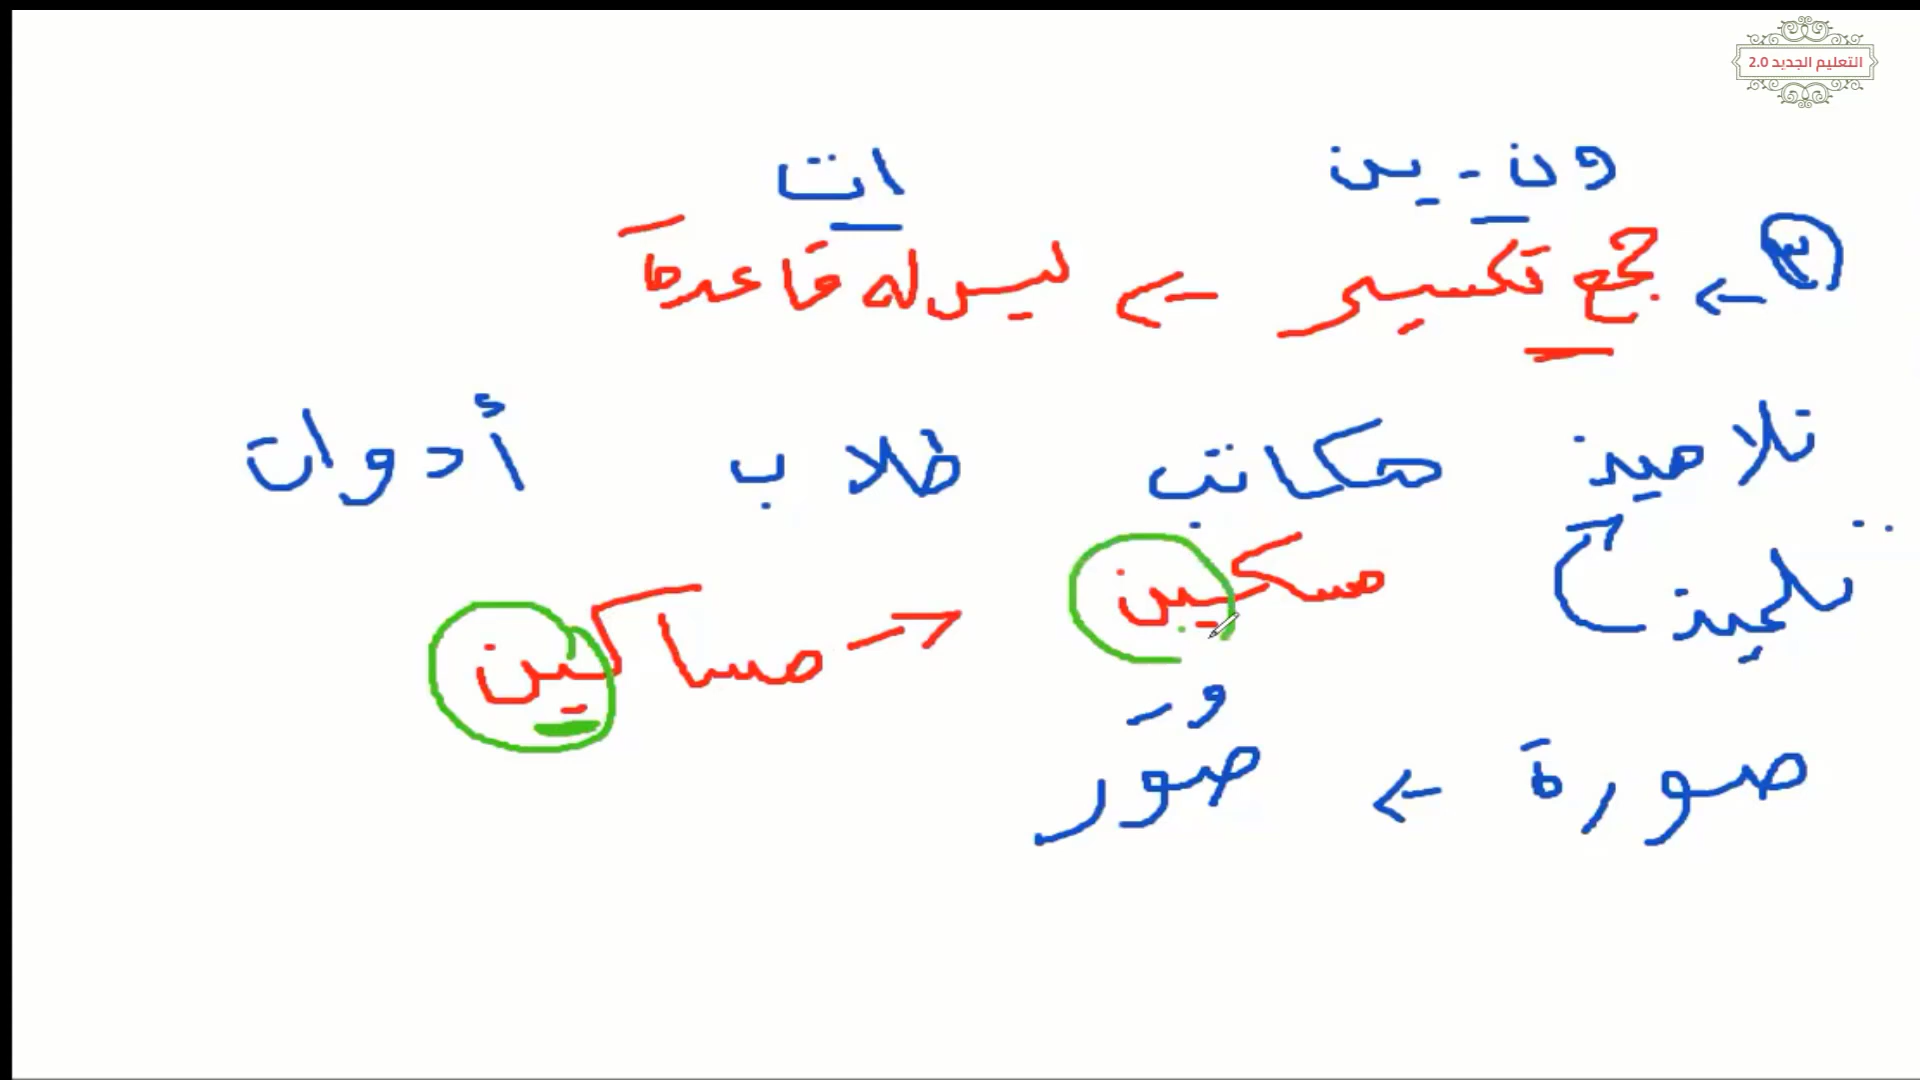 التعليم الجديد 2.0
ون - ين ات
٣ ← جمع تكسير ← ليس له قاعدة
تلاميذ مكاتب طلاب أدوات
تلميذ مسكين → مساكين
صورة ← صور